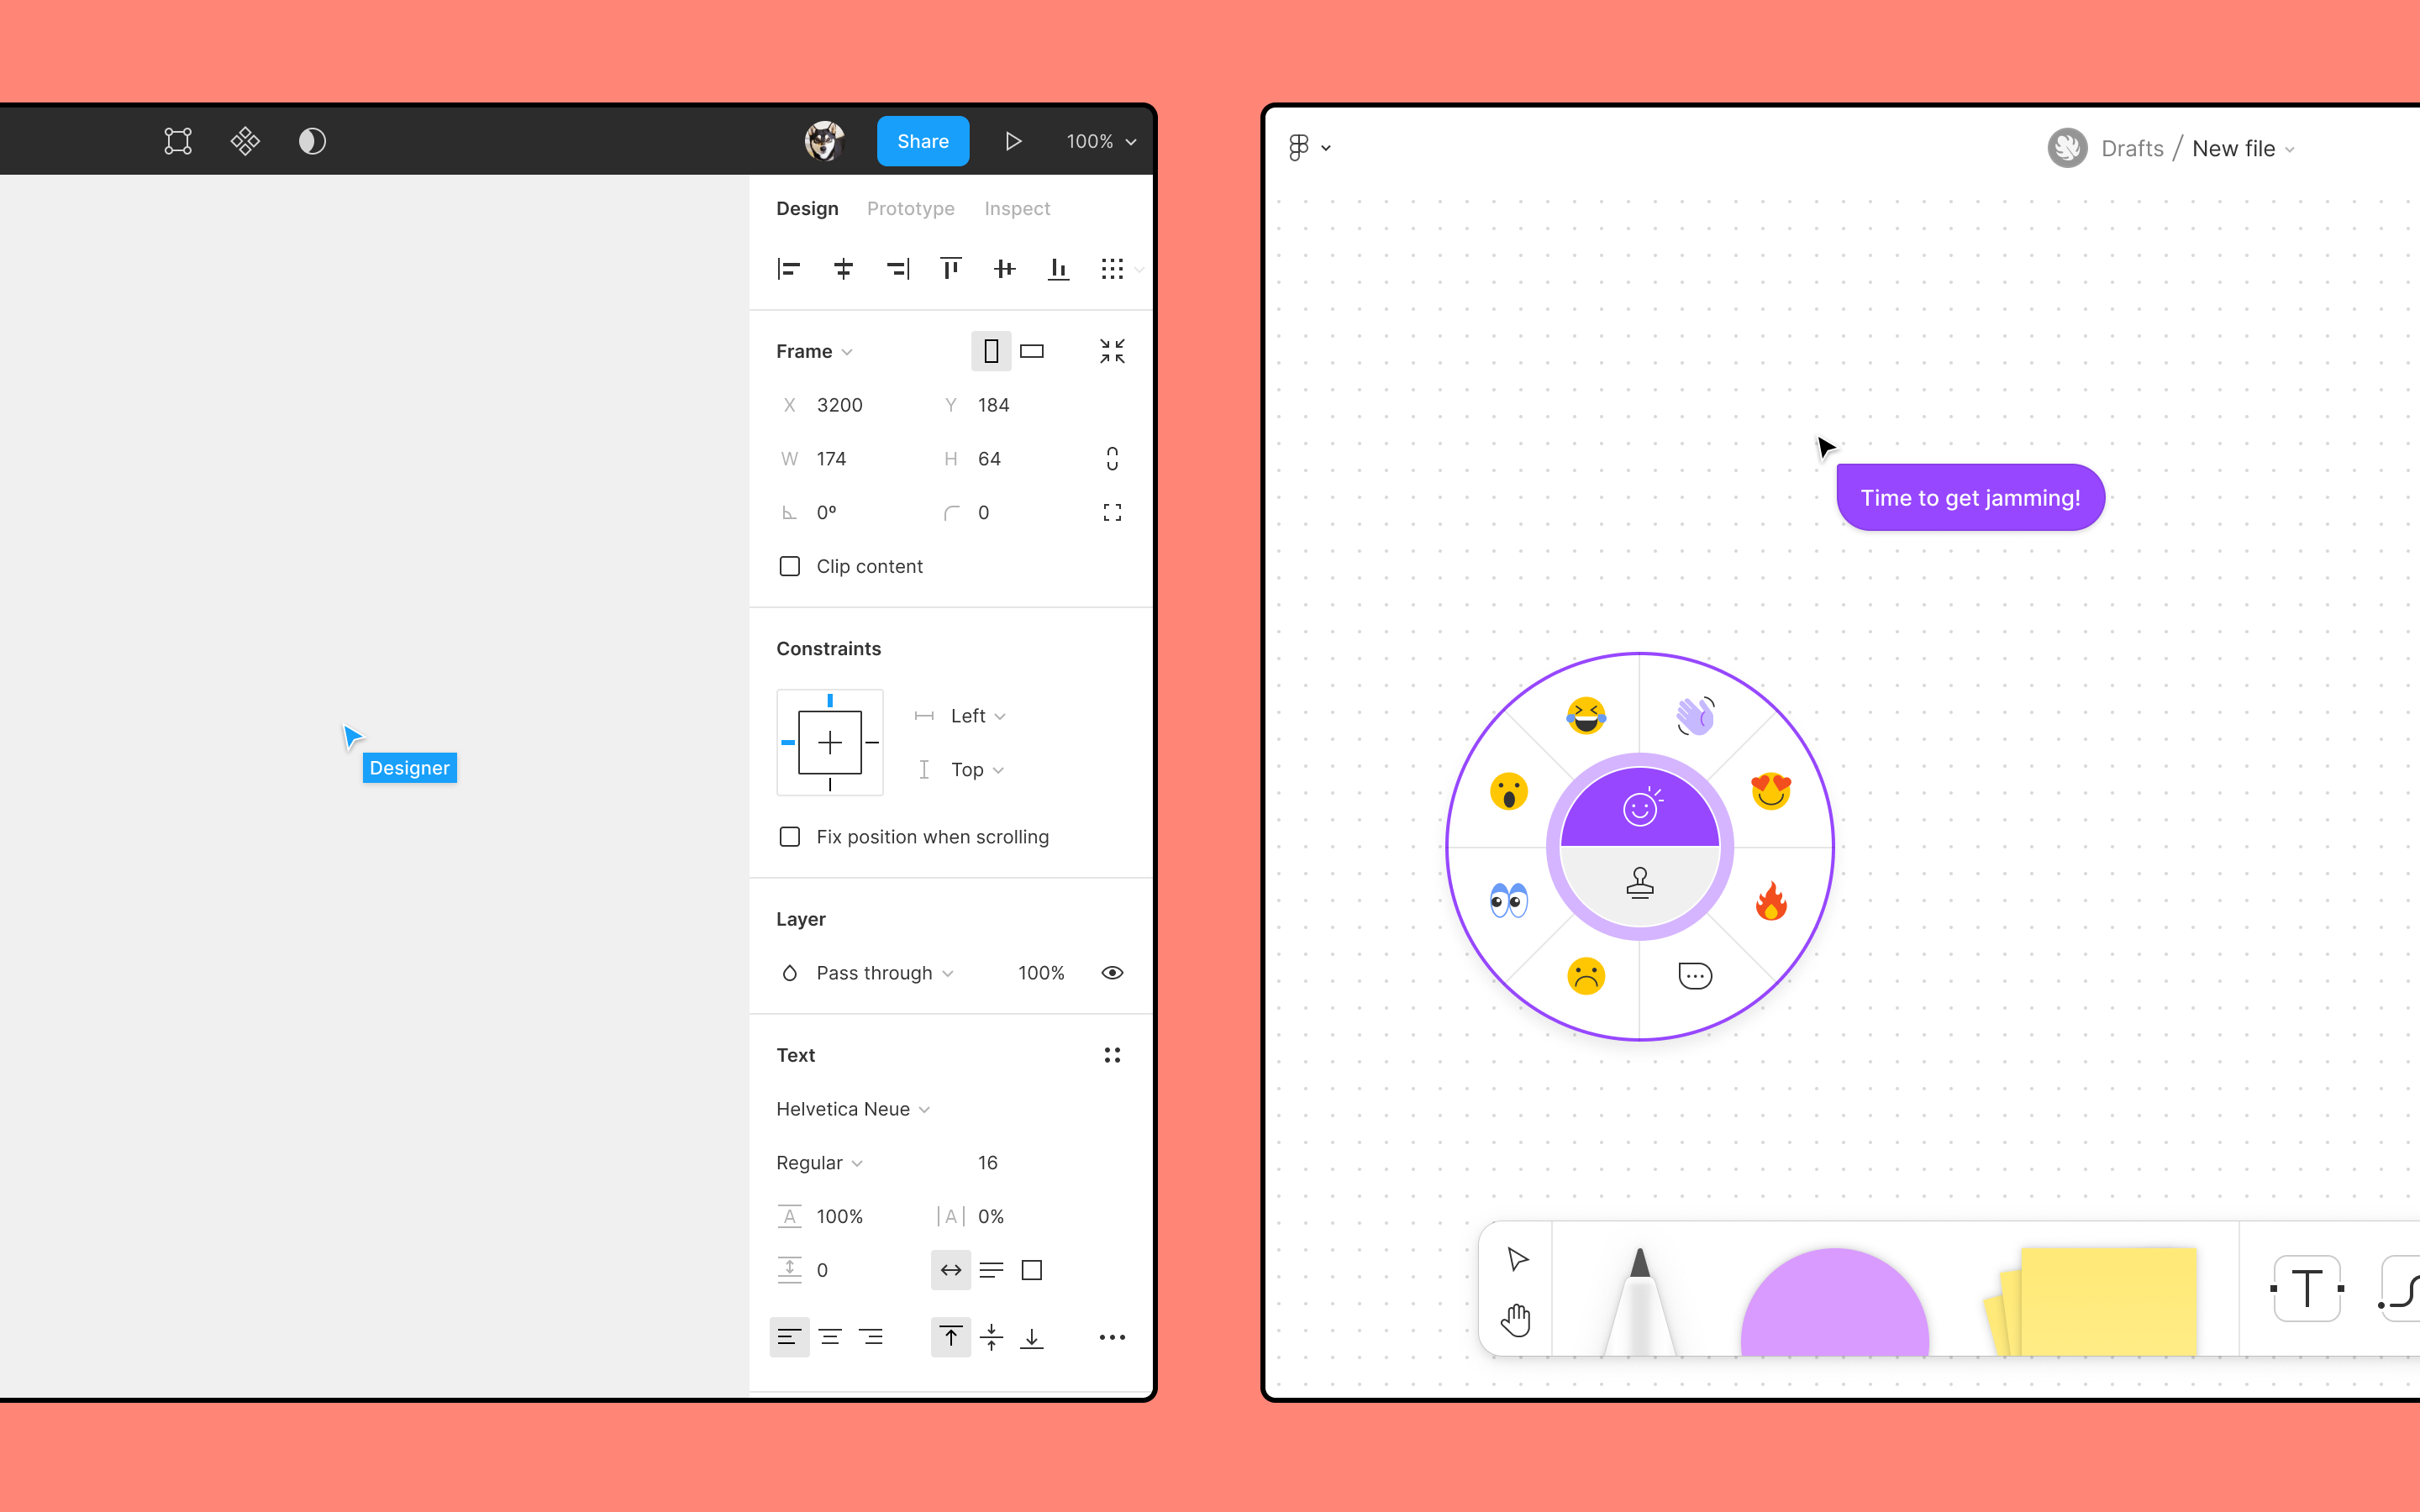 Share
100%
Design Prototype Inspect
Frame
X 3200 Y 184
W 174 H 64
0º 0
Clip content
Constraints
Left
Top
Fix position when scrolling
Layer
Pass through 100%
Text
Helvetica Neue
Regular 16
A 100% |A| 0%
0
Designer
Drafts / New file
Time to get jamming!
T